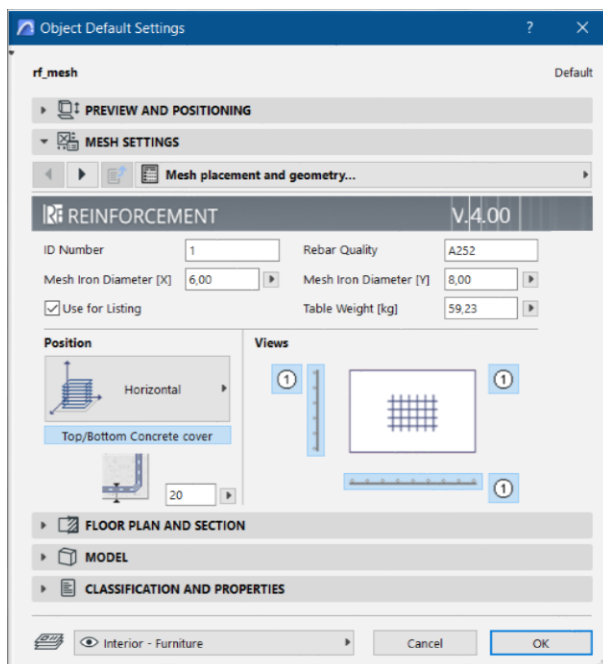 Object Default Settings ? ×
rf_mesh Default
PREVIEW AND POSITIONING
MESH SETTINGS
Mesh placement and geometry...
RF REINFORCEMENT V.4.00
ID Number 1 Rebar Quality A252
Mesh Iron Diameter [X] 6,00 Mesh Iron Diameter [Y] 8,00
Use for Listing Table Weight [kg] 59,23
Position Views
Horizontal 1 1
Top/Bottom Concrete cover
20 1
FLOOR PLAN AND SECTION
MODEL
CLASSIFICATION AND PROPERTIES
Interior - Furniture Cancel OK